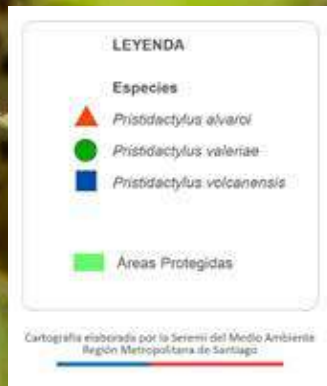 LEYENDA
Especies
Pristidactylus alvaroi
Pristidactylus valeriae
Pristidactylus volcanensis
Áreas Protegidas
Cartografía elaborada por la Seremi del Medio Ambiente
Región Metropolitana de Santiago